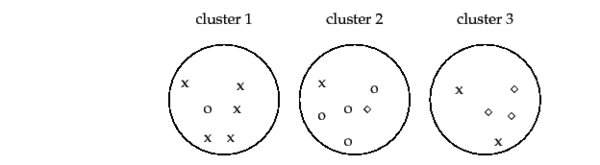 cluster 1 cluster 2 cluster 3
x x x o x ◇
o x o o ◇ ◇ ◇
x x o x